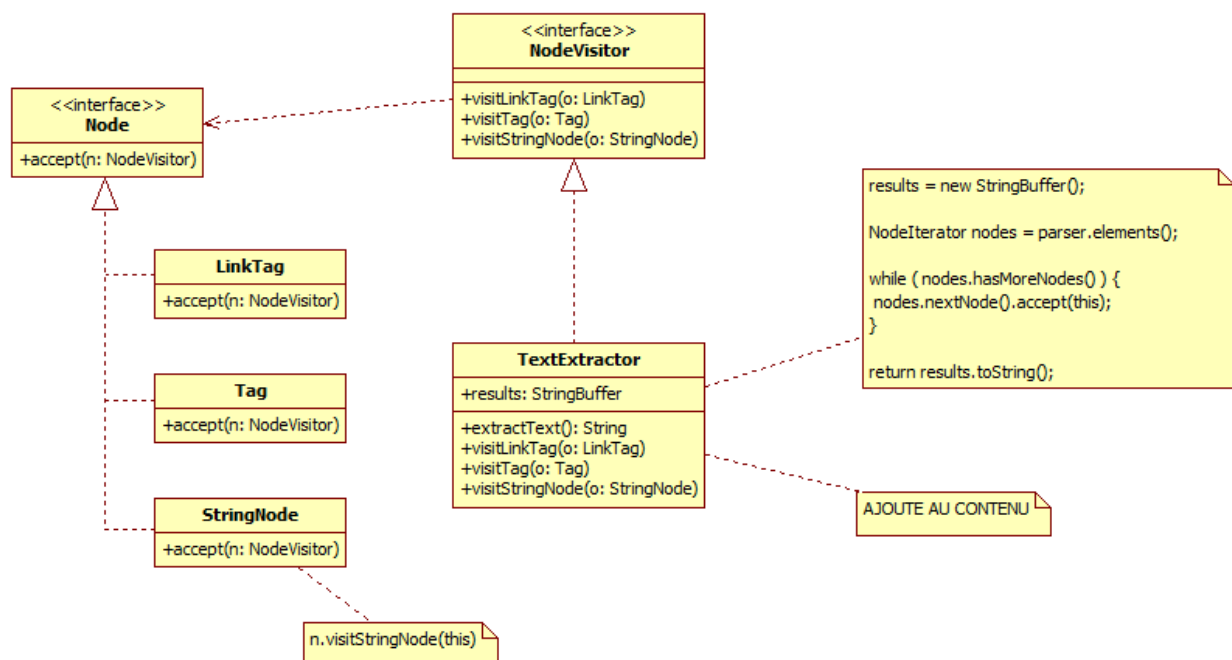 <<interface>>
NodeVisitor
+visitLinkTag(o: LinkTag)
+visitTag(o: Tag)
+visitStringNode(o: StringNode)
<<interface>>
Node
+accept(n: NodeVisitor)
LinkTag
+accept(n: NodeVisitor)
Tag
+accept(n: NodeVisitor)
StringNode
+accept(n: NodeVisitor)
n.visitStringNode(this)
TextExtractor
+results: StringBuffer
+extractText(): String
+visitLinkTag(o: LinkTag)
+visitTag(o: Tag)
+visitStringNode(o: StringNode)
results = new StringBuffer();
NodeIterator nodes = parser.elements();
while ( nodes.hasMoreNodes() ) {
nodes.nextNode().accept(this);
}
return results.toString();
AJOUTE AU CONTENU